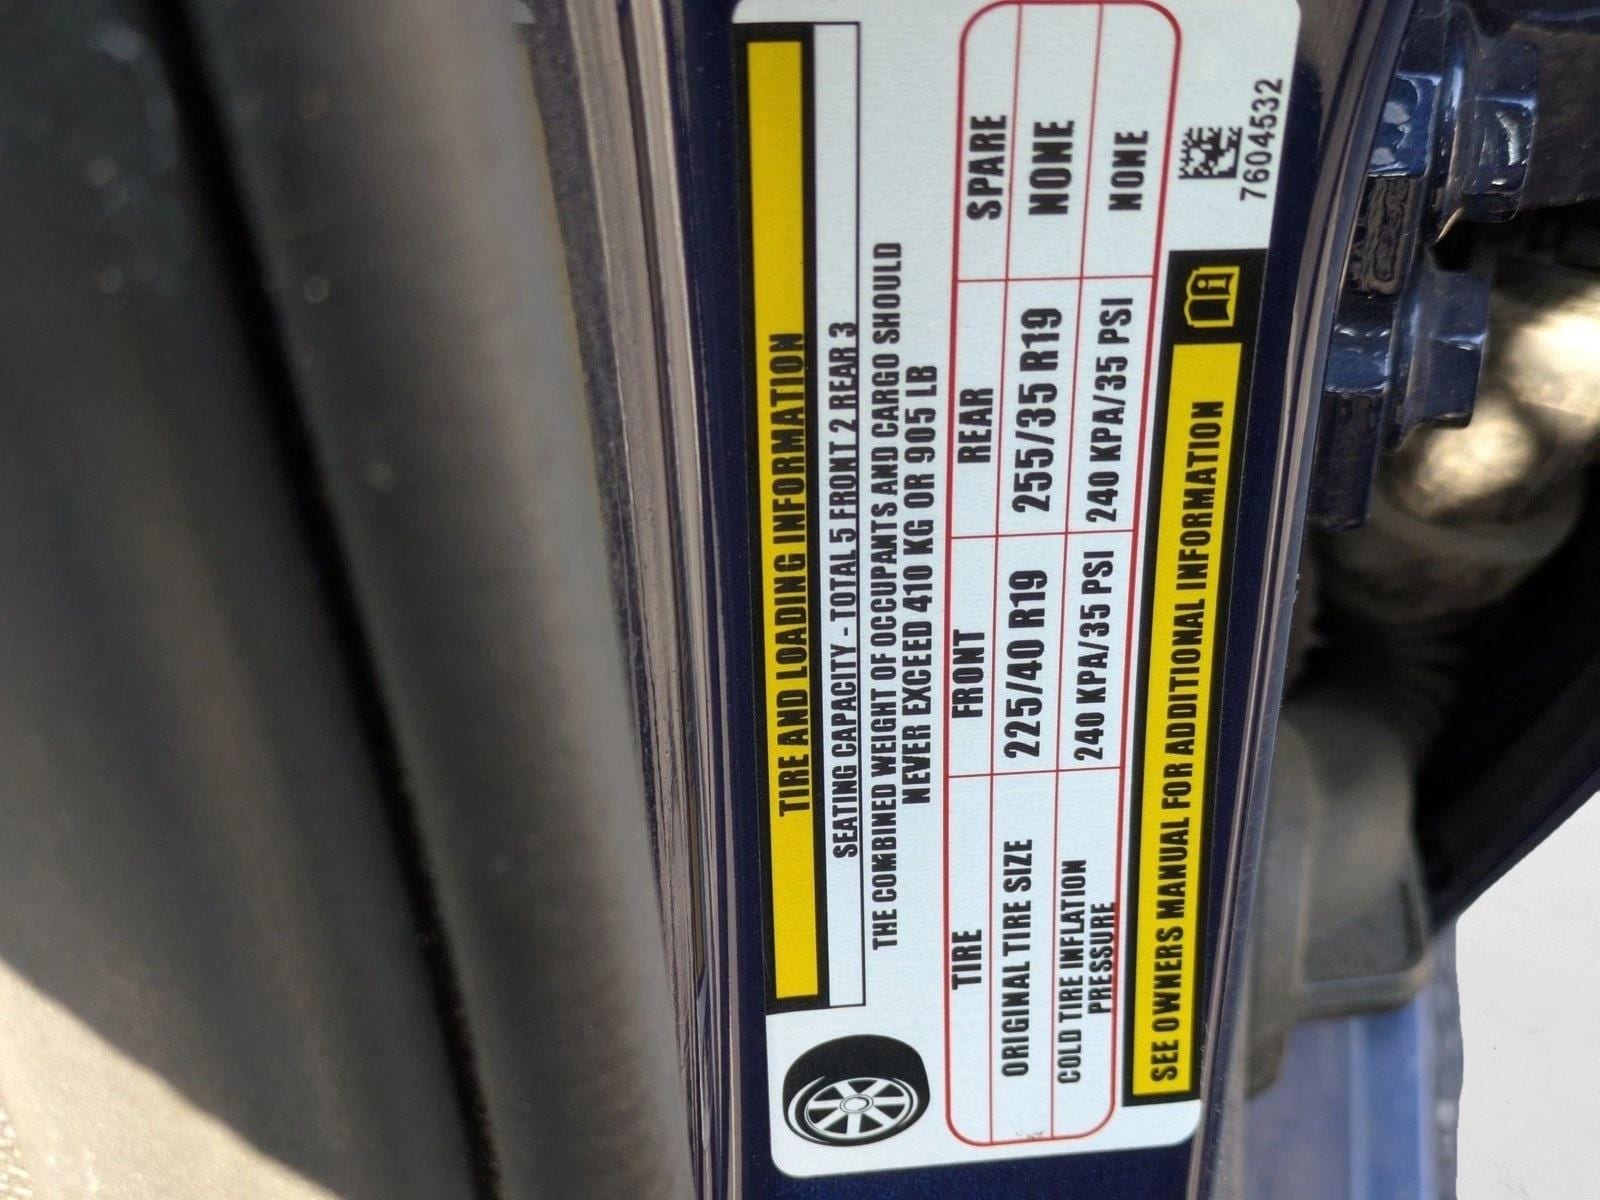 TIRE AND LOADING INFORMATION
SEATING CAPACITY - TOTAL 5 FRONT 2 REAR 3
THE COMBINED WEIGHT OF OCCUPANTS AND CARGO SHOULD
NEVER EXCEED 410 KG OR 905 LB
TIRE FRONT REAR SPARE
ORIGINAL TIRE SIZE 225/40 R19 255/35 R19 NONE
COLD TIRE INFLATION
PRESSURE 240 KPA/35 PSI 240 KPA/35 PSI NONE
SEE OWNERS MANUAL FOR ADDITIONAL INFORMATION
7604532